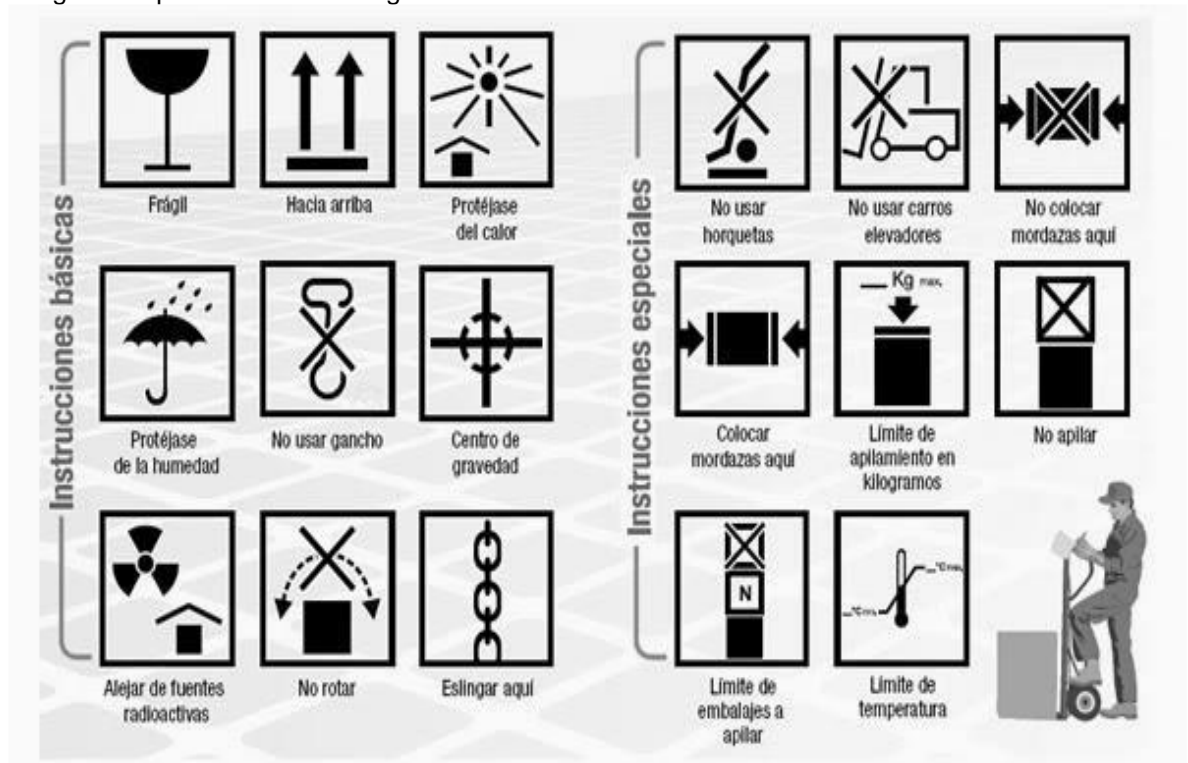 Instrucciones básicas
Frágil
Hacia arriba
Protéjase
del calor
Protéjase
de la humedad
No usar gancho
Centro de
gravedad
Alejar de fuentes
radioactivas
No rotar
Eslingar aquí
Instrucciones especiales
No usar
horquetas
No usar carros
elevadores
No colocar
mordazas aquí
Colocar
mordazas aquí
Kg max.
Límite de
apilamiento en
kilogramos
No apilar
N
Límite de
embalajes a
apilar
°C max.
°C min.
Límite de
temperatura